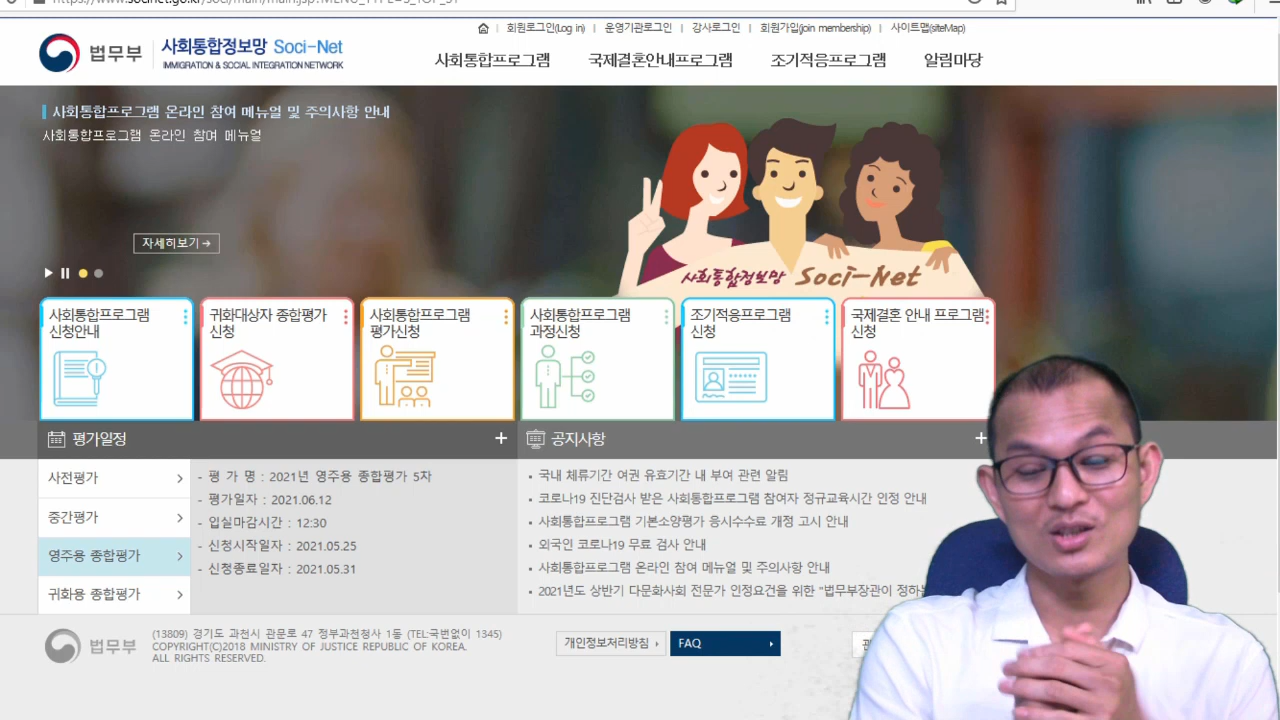 회원로그인(Log in) | 운영기관로그인 | 강사로그인 | 회원가입(join membership) | 사이트맵(siteMap)
법무부
사회통합정보망 Soci-Net
IMMIGRATION & SOCIAL INTEGRATION NETWORK
사회통합프로그램 국제결혼안내프로그램 조기적응프로그램 알림마당
사회통합프로그램 온라인 참여 메뉴얼 및 주의사항 안내
사회통합프로그램 온라인 참여 메뉴얼
자세히보기 →
사회통합정보망 Soci-Net
사회통합프로그램
신청안내
귀화대상자 종합평가
신청
사회통합프로그램
평가신청
사회통합프로그램
과정신청
조기적응프로그램
신청
국제결혼 안내 프로그램
신청
평가일정 +
사전평가
중간평가
영주용 종합평가
귀화용 종합평가
- 평 가 명 : 2021년 영주용 종합평가 5차
- 평가일자 : 2021.06.12
- 입실마감시간 : 12:30
- 신청시작일자 : 2021.05.25
- 신청종료일자 : 2021.05.31
공지사항 +
• 국내 체류기간 여권 유효기간 내 부여 관련 알림
• 코로나19 진단검사 받은 사회통합프로그램 참여자 정규교육시간 인정 안내
• 사회통합프로그램 기본소양평가 응시수수료 개정 고시 안내
• 외국인 코로나19 무료 검사 안내
• 사회통합프로그램 온라인 참여 메뉴얼 및 주의사항 안내
• 2021년도 상반기 다문화사회 전문가 인정요건을 위한 "법무부장관이 정하는
법무부
(13809) 경기도 과천시 관문로 47 정부과천청사 1동 (TEL:국번없이 1345)
COPYRIGHT(C)2018 MINISTRY OF JUSTICE REPUBLIC OF KOREA.
ALL RIGHTS RESERVED.
개인정보처리방침
FAQ